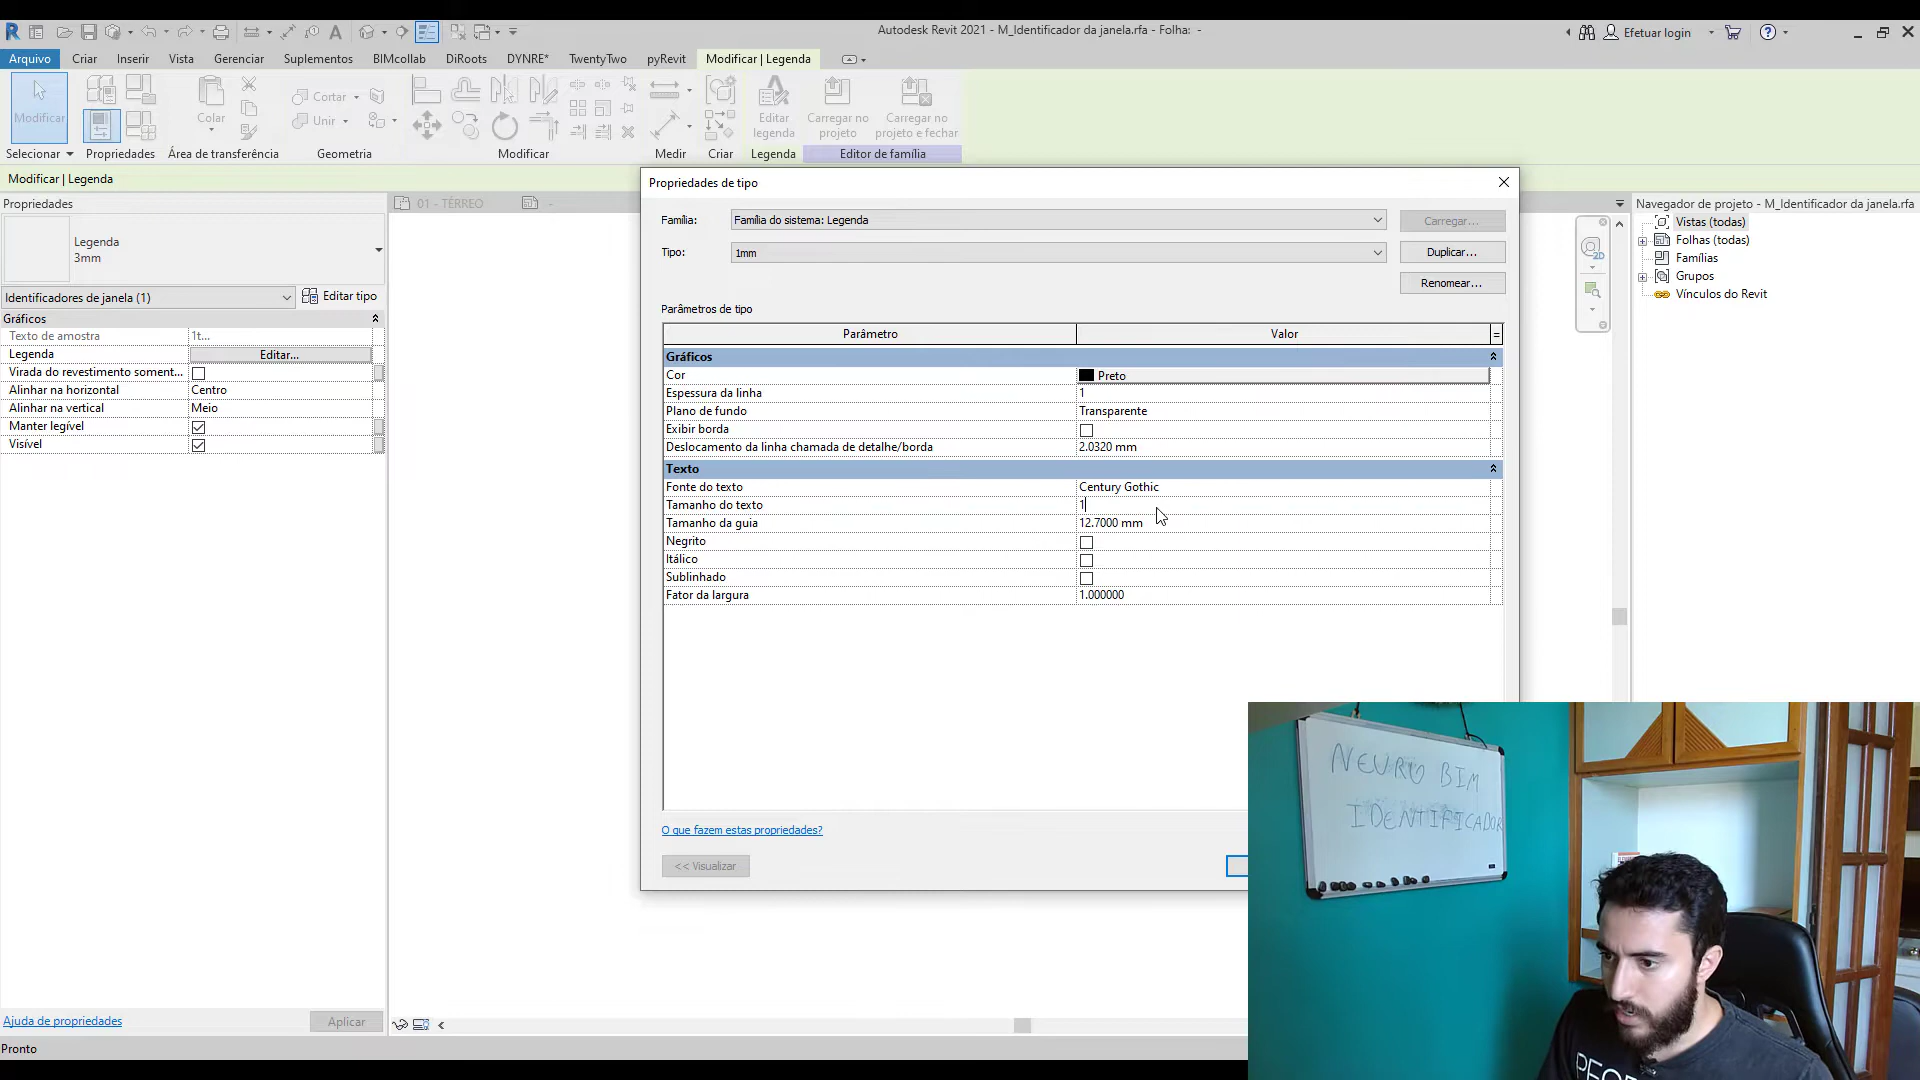 Autodesk Revit 2021 - M_Identificador da janela.rfa - Folha: -
Efetuar login
Arquivo
Criar
Inserir
Vista
Gerenciar
Suplementos
BIMcollab
DiRoots
DYNRE*
TwentyTwo
pyRevit
Modificar | Legenda
Modificar
Colar
Cortar
Unir
Editar legenda
Carregar no projeto
Carregar no projeto e fechar
Selecionar
Propriedades
Área de transferência
Geometria
Modificar
Medir
Criar
Legenda
Editor de família
Modificar | Legenda
Propriedades
Legenda
3mm
Identificadores de janela (1)
Editar tipo
Gráficos
Texto de amostra 1t...
Legenda Editar...
Virada do revestimento soment...
Alinhar na horizontal Centro
Alinhar na vertical Meio
Manter legível
Visível
Ajuda de propriedades
Aplicar
Pronto
01 - TÉRREO
-
Propriedades de tipo
Família: Família do sistema: Legenda Carregar...
Tipo: 1mm Duplicar...
Renomear...
Parâmetros de tipo
Parâmetro Valor =
Gráficos
Cor Preto
Espessura da linha 1
Plano de fundo Transparente
Exibir borda
Deslocamento da linha chamada de detalhe/borda 2.0320 mm
Texto
Fonte do texto Century Gothic
Tamanho do texto 1
Tamanho da guia 12.7000 mm
Negrito
Itálico
Sublinhado
Fator da largura 1.000000
O que fazem estas propriedades?
<< Visualizar
Navegador de projeto - M_Identificador da janela.rfa
Vistas (todas)
Folhas (todas)
Famílias
Grupos
Vínculos do Revit
2D
NEURO BIM
IDENTIFICADOR